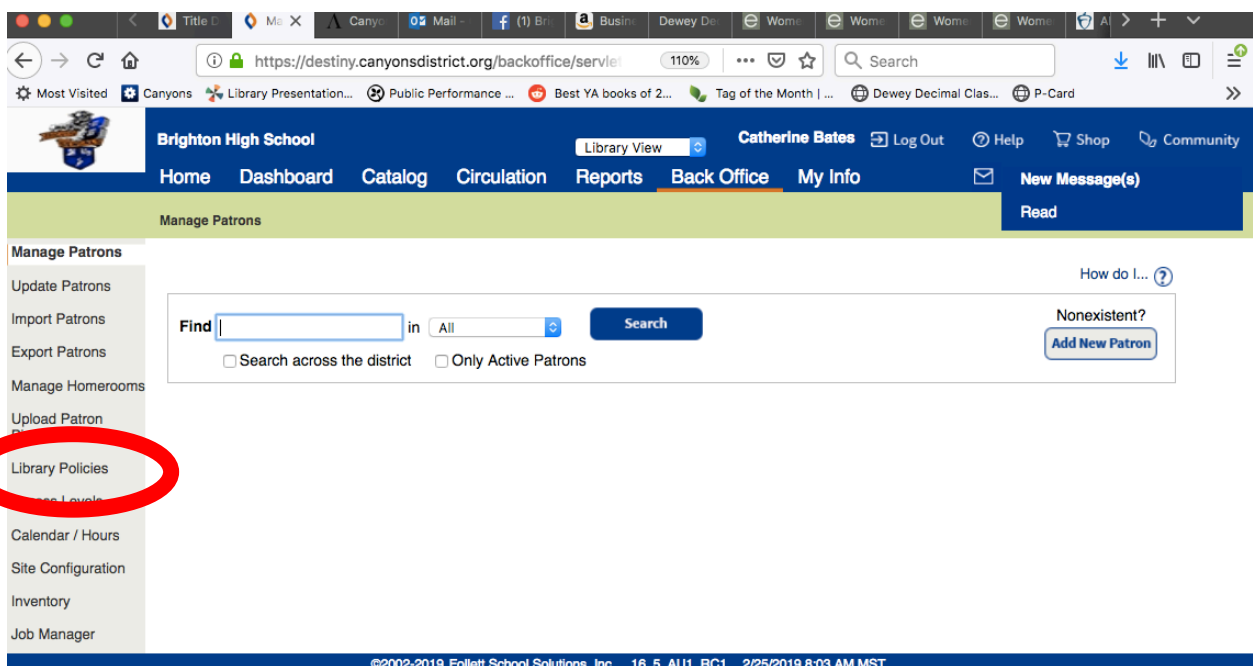 Title D Ma Canyo Mail - (1) Bri Busine Dewey Dec Wome Wome Wome Wome Al
https://destiny.canyonsdistrict.org/backoffice/servlet 110% Search
Most Visited Canyons Library Presentation... Public Performance ... Best YA books of 2... Tag of the Month | ... Dewey Decimal Clas... P-Card
Brighton High School Library View Catherine Bates Log Out Help Shop Community
Home Dashboard Catalog Circulation Reports Back Office My Info New Message(s)
Read
Manage Patrons
Manage Patrons
Update Patrons
Import Patrons
Export Patrons
Manage Homerooms
Upload Patron
Library Policies
Levels
Calendar / Hours
Site Configuration
Inventory
Job Manager
How do I... ?
Find in All Search
Search across the district Only Active Patrons
Nonexistent?
Add New Patron
©2002-2019 Follett School Solutions, Inc. 16_5_AU1_RC1 2/25/2019 8:03 AM MST